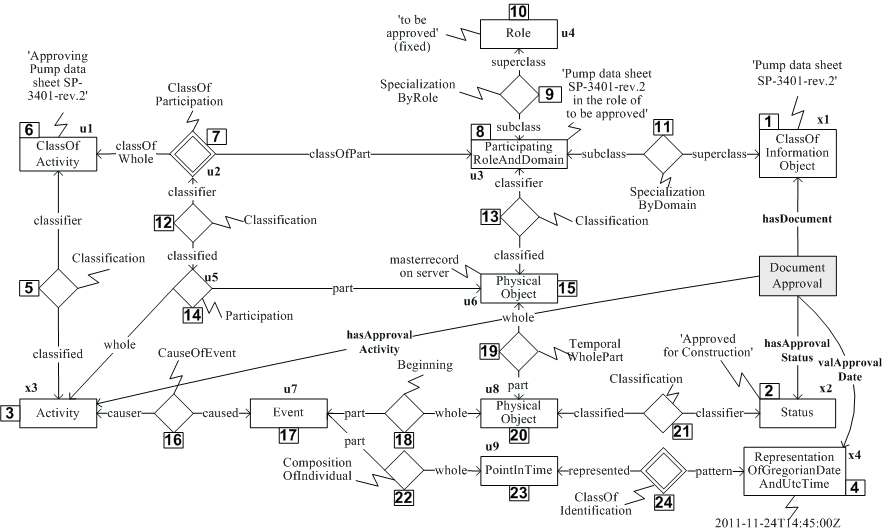 10
'to be
approved'
(fixed)
Role
u4
superclass
'Approving
Pump data
sheet SP-
3401-rev.2'
ClassOf
Participation
Specialization
ByRole
9
'Pump data sheet
SP-3401-rev.2
in the role of
to be approved'
'Pump data sheet
SP-3401-rev.2'
6
u1
ClassOf
Activity
classOf
Whole
7
u2
classOfPart
subclass
8
Participating
RoleAndDomain
u3
subclass
11
superclass
Specialization
ByDomain
1
x1
ClassOf
Information
Object
classifier
12
Classification
classified
classifier
13
Classification
classified
hasDocument
classifier
Classification
5
classified
u5
14
Participation
part
whole
masterrecord
on server
Physical
Object
15
u6
whole
Document
Approval
hasApproval
Activity
hasApproval
Status
valApproval
Date
19
Temporal
WholePart
part
CauseOfEvent
Beginning
Classification
'Approved
for Construction'
x3
3
Activity
causer
16
caused
u7
Event
17
part
18
whole
u8
Physical
Object
20
classified
21
classifier
2
x2
Status
part
Composition
OfIndividual
22
whole
u9
PointInTime
23
represented
ClassOf
Identification
24
pattern
x4
Representation
OfGregorianDate
AndUtcTime
4
2011-11-24T14:45:00Z